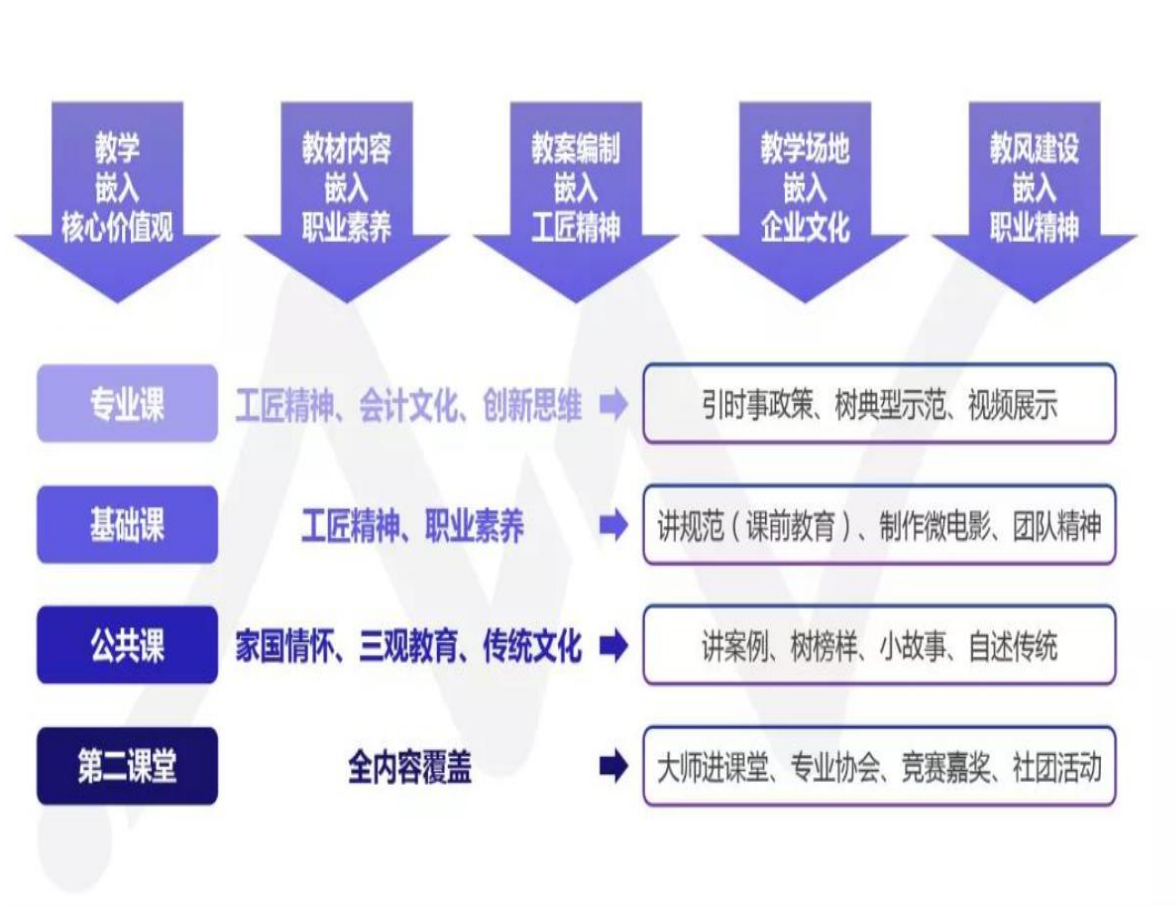 教学
嵌入
核心价值观
教材内容
嵌入
职业素养
教案编制
嵌入
工匠精神
教学场地
嵌入
企业文化
教风建设
嵌入
职业精神
专业课
工匠精神、会计文化、创新思维
引时事政策、树典型示范、视频展示
基础课
工匠精神、职业素养
讲规范（课前教育）、制作微电影、团队精神
公共课
家国情怀、三观教育、传统文化
讲案例、树榜样、小故事、自述传统
第二课堂
全内容覆盖
大师进课堂、专业协会、竞赛嘉奖、社团活动